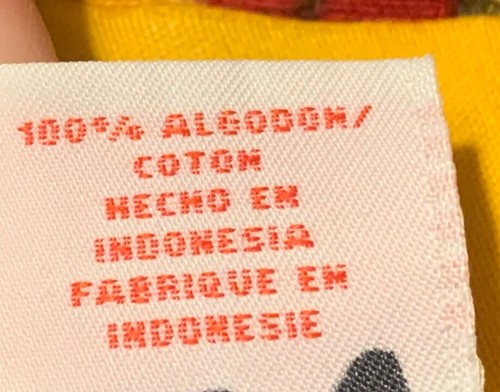 100% ALGODON/
COTON
HECHO EN
INDONESIA
FABRIQUE EN
INDONESIE